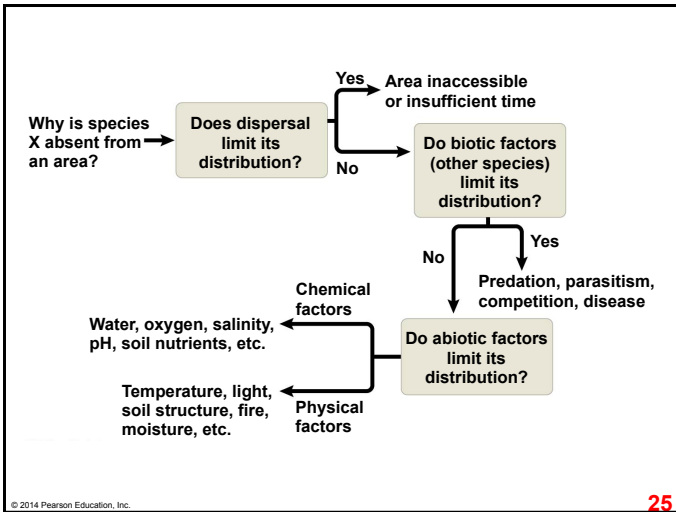 Why is species
X absent from
an area?
Does dispersal
limit its
distribution?
Yes
Area inaccessible
or insufficient time
No
Do biotic factors
(other species)
limit its
distribution?
No
Yes
Predation, parasitism,
competition, disease
Do abiotic factors
limit its
distribution?
Chemical
factors
Water, oxygen, salinity,
pH, soil nutrients, etc.
Temperature, light,
soil structure, fire,
moisture, etc.
Physical
factors
© 2014 Pearson Education, Inc.
25